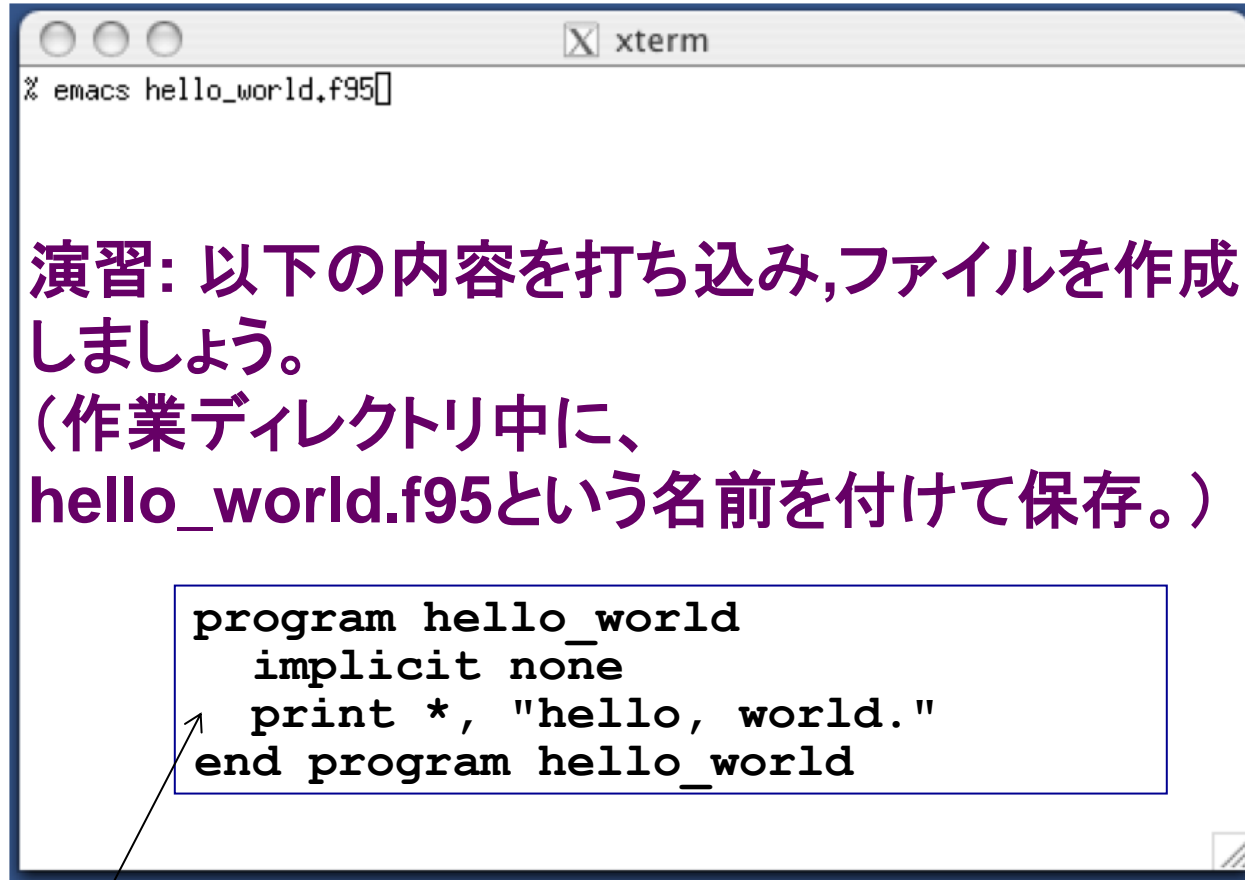 X xterm
% emacs hello_world.f95
演習: 以下の内容を打ち込み,ファイルを作成
しましょう。
（作業ディレクトリ中に、
hello_world.f95という名前を付けて保存。）
program hello_world
implicit none
print *, "hello, world."
end program hello_world